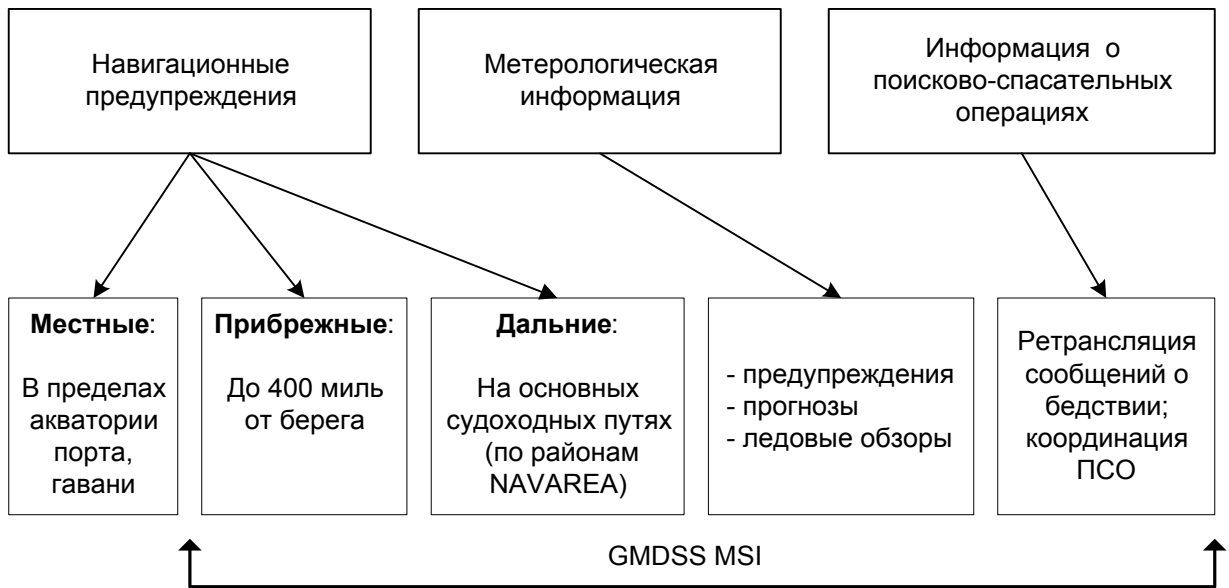 Навигационные
предупреждения
Метерологическая
информация
Информация о
поисково-спасательных
операциях
Местные:
В пределах
акватории
порта,
гавани
Прибрежные:
До 400 миль
от берега
Дальние:
На основных
судоходных путях
(по районам
NAVAREA)
- предупреждения
- прогнозы
- ледовые обзоры
Ретрансляция
сообщений о
бедствии;
координация
ПСО
GMDSS MSI